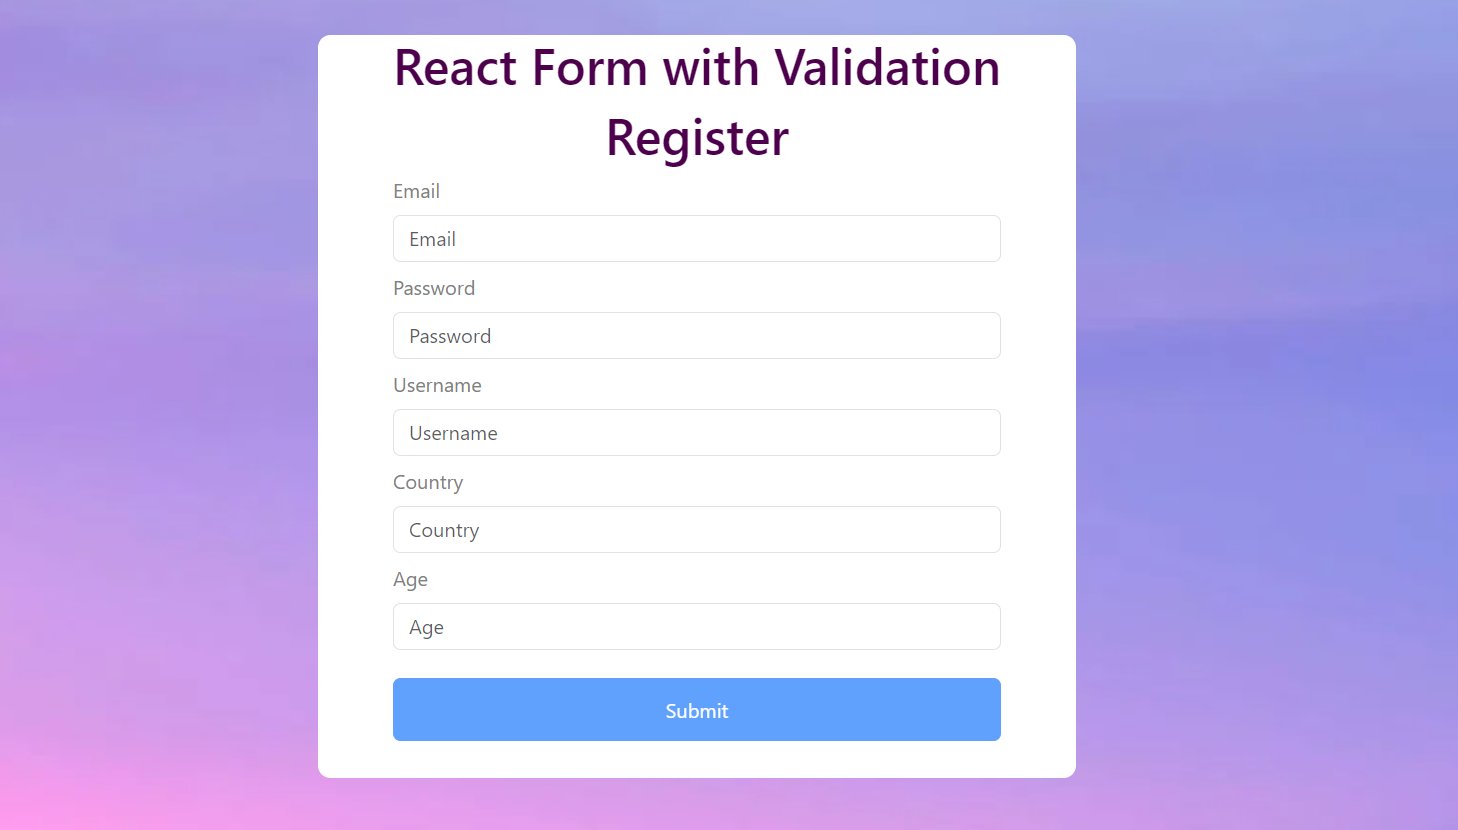 React Form with Validation
Register
Email
Email
Password
Password
Username
Username
Country
Country
Age
Age
Submit